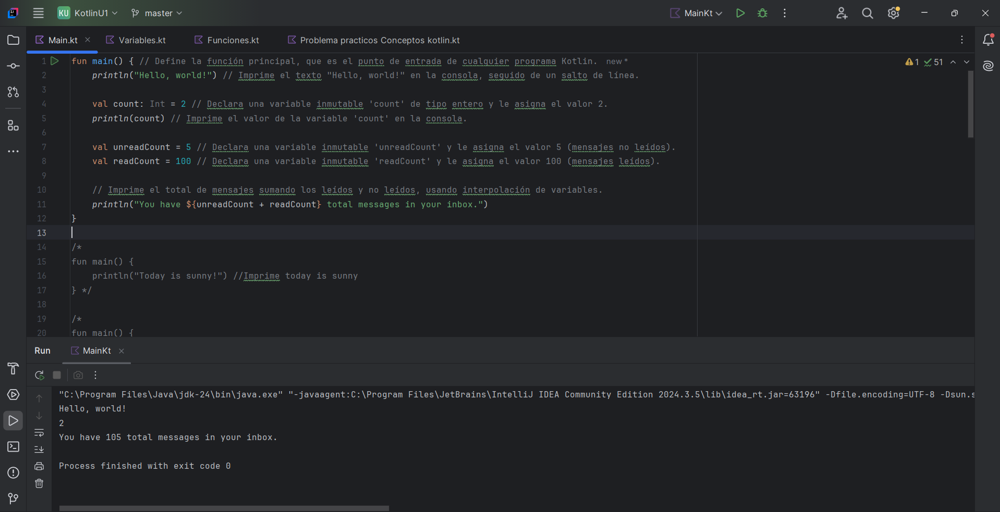 KU KotlinU1 master MainKt
Main.kt Variables.kt Funciones.kt Problema practicos Conceptos kotlin.kt
1 fun main() { // Define la función principal, que es el punto de entrada de cualquier programa Kotlin. new *
1 51
2 println("Hello, world!") // Imprime el texto "Hello, world!" en la consola, seguido de un salto de línea.
3
4 val count: Int = 2 // Declara una variable inmutable 'count' de tipo entero y le asigna el valor 2.
5 println(count) // Imprime el valor de la variable 'count' en la consola.
6
7 val unreadCount = 5 // Declara una variable inmutable 'unreadCount' y le asigna el valor 5 (mensajes no leídos).
8 val readCount = 100 // Declara una variable inmutable 'readCount' y le asigna el valor 100 (mensajes leídos).
9
10 // Imprime el total de mensajes sumando los leídos y no leídos, usando interpolación de variables.
11 println("You have ${unreadCount + readCount} total messages in your inbox.")
12 }
13
14 /*
15 fun main() {
16 println("Today is sunny!") //Imprime today is sunny
17 } */
18
19 /*
20 fun main() {
Run MainKt
"C:\Program Files\Java\jdk-24\bin\java.exe" "-javaagent:C:\Program Files\JetBrains\IntelliJ IDEA Community Edition 2024.3.5\lib\idea_rt.jar=63196" -Dfile.encoding=UTF-8 -Dsun.s
Hello, world!
2
You have 105 total messages in your inbox.
Process finished with exit code 0